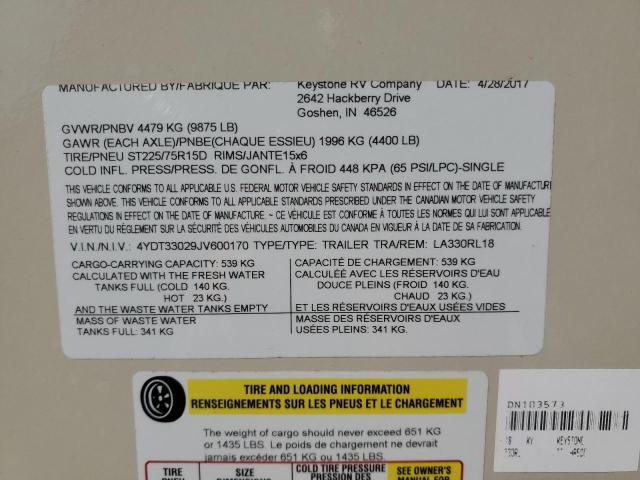 MANUFACTURED BY/FABRIQUE PAR: Keystone RV Company DATE: 4/28/2017
2642 Hackberry Drive
Goshen, IN 46526
GVWR/PNBV 4479 KG (9875 LB)
GAWR (EACH AXLE)/PNBE(CHAQUE ESSIEU) 1996 KG (4400 LB)
TIRE/PNEU ST225/75R15D RIMS/JANTE15x6
COLD INFL. PRESS/PRESS. DE GONFL. À FROID 448 KPA (65 PSI/LPC)-SINGLE
THIS VEHICLE CONFORMS TO ALL APPLICABLE U.S. FEDERAL MOTOR VEHICLE SAFETY STANDARDS IN EFFECT ON THE DATE OF MANUFACTUR
SHOWN ABOVE. THIS VEHICLE CONFORMS TO ALL APPLICABLE STANDARDS PRESCRIBED UNDER THE CANADIAN MOTOR VEHICLE SAFETY
REGULATIONS IN EFFECT ON THE DATE OF MANUFACTURE ~ CE VÉHICULE EST CONFORME À TOUTES LES NORMES QUI LUI SONT APPLICABLE
EN VERTU DU RÈGLEMENT SUR LA SÉCURITÉ DES VÉHICULES AUTOMOBILES DU CANADA EN VIGUEUR À LA DATE DE SA FABRICATION.
V.I.N./N.I.V.: 4YDT33029JV600170 TYPE/TYPE: TRAILER TRA/REM: LA330RL18
CARGO-CARRYING CAPACITY: 539 KG
CALCULATED WITH THE FRESH WATER
TANKS FULL (COLD 140 KG.
HOT 23 KG.)
AND THE WASTE WATER TANKS EMPTY
MASS OF WASTE WATER
TANKS FULL: 341 KG.
CAPACITÉ DE CHARGEMENT: 539 KG
CALCULÉE AVEC LES RÉSERVOIRS D'EAU
DOUCE PLEINS (FROID 140 KG.
CHAUD 23 KG.)
ET LES RÉSERVOIRS D'EAUX USÉES VIDES
MASSE DES RÉSERVOIRS D'EAUX
USÉES PLEINS: 341 KG.
TIRE AND LOADING INFORMATION
RENSEIGNEMENTS SUR LES PNEUS ET LE CHARGEMENT
The weight of cargo should never exceed 651 KG
or 1435 LBS. Le poids de chargement ne devrait
jamais excéder 651 KG or 1435 LBS.
TIRE
PNEU
SIZE
DIMENSIONS
COLD TIRE PRESSURE
PRESSION DES
SEE OWNER'S
MANUAL FOR
DN103573
18 KEYSTONE